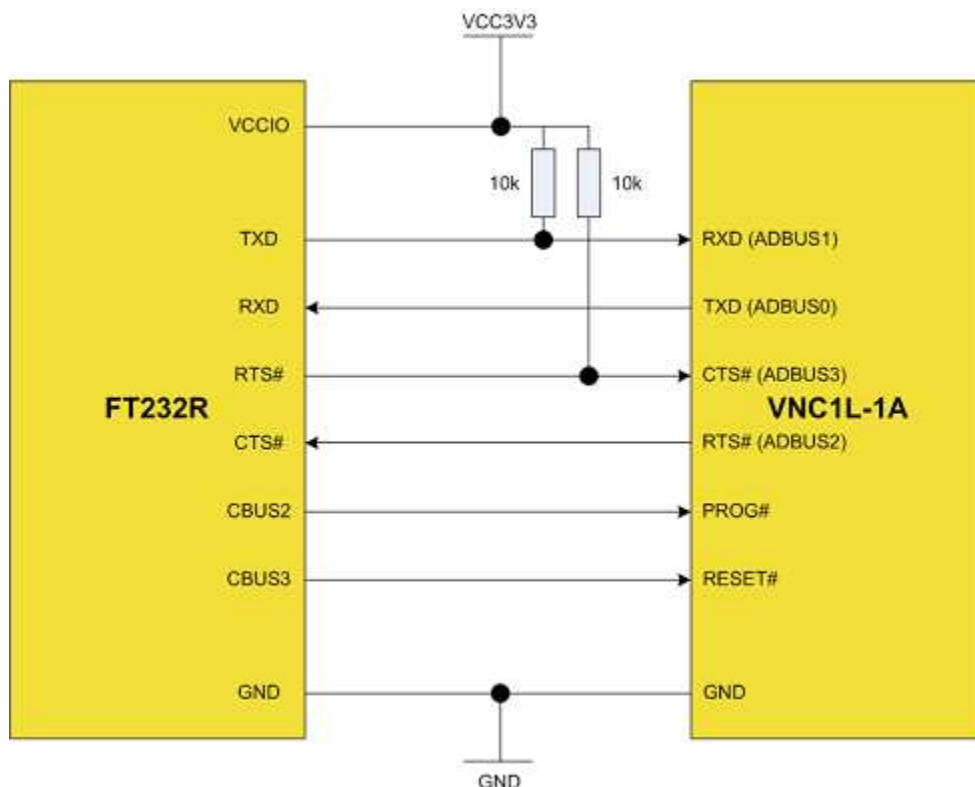 VCC3V3
VCCIO
10k 10k
TXD RXD (ADBUS1)
RXD TXD (ADBUS0)
RTS# CTS# (ADBUS3)
FT232R VNC1L-1A
CTS# RTS# (ADBUS2)
CBUS2 PROG#
CBUS3 RESET#
GND GND
GND